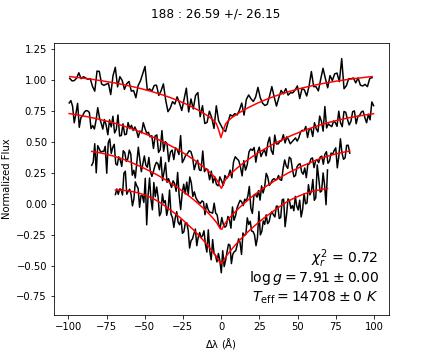 188 : 26.59 +/- 26.15
1.25
1.00
0.75
0.50
0.25
0.00
−0.25
−0.50
−0.75
Normalized Flux
χ²ᵣ = 0.72
log g = 7.91 ± 0.00
T_eff = 14708 ± 0 K
−100 −75 −50 −25 0 25 50 75 100
Δλ (Å)